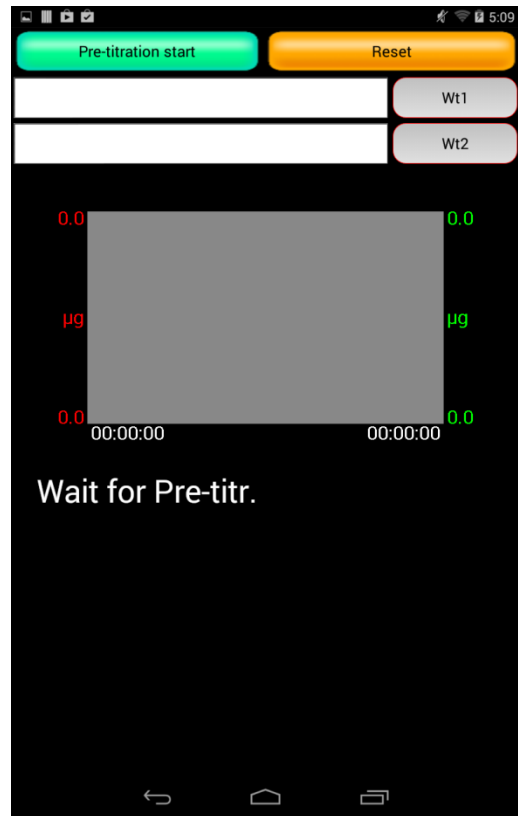 5:09
Pre-titration start Reset
Wt1
Wt2
0.0 0.0
µg µg
0.0 0.0
00:00:00 00:00:00
Wait for Pre-titr.